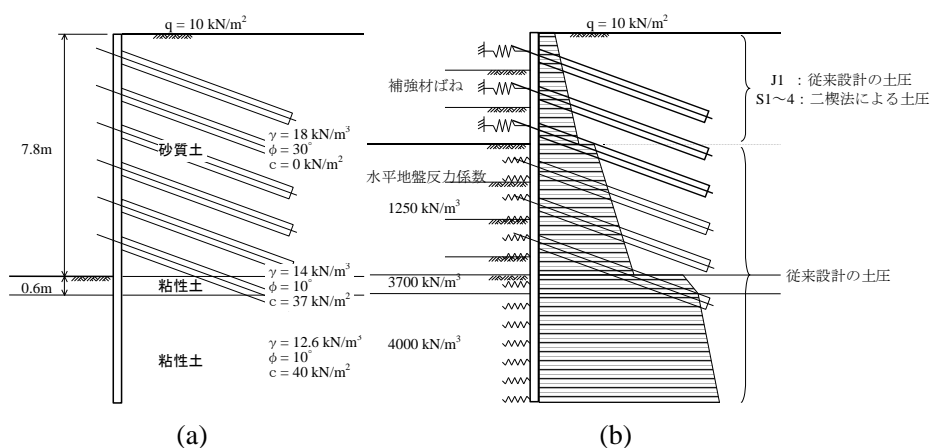 q = 10 kN/m²
7.8m
砂質土
γ = 18 kN/m³
φ = 30°
c = 0 kN/m²
0.6m
粘性土
γ = 14 kN/m³
φ = 10°
c = 37 kN/m²
粘性土
γ = 12.6 kN/m³
φ = 10°
c = 40 kN/m²
(a)
q = 10 kN/m²
補強材ばね
水平地盤反力係数
1250 kN/m³
3700 kN/m³
4000 kN/m³
J1 :従来設計の土圧
S1～4:二楔法による土圧
従来設計の土圧
(b)